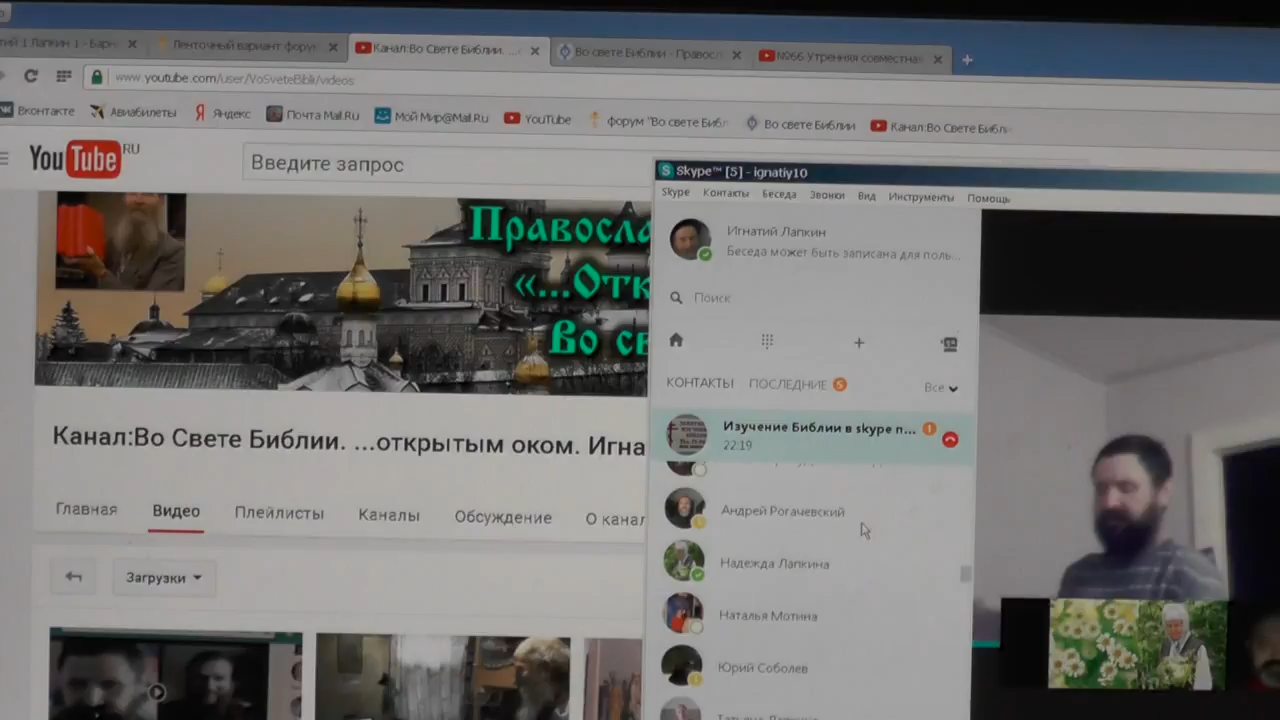 тий 1 Лапкин 1 - Барн
Ленточный вариант фору
Канал:Во Свете Библии. ...
Во свете Библии - Правосл
№66 Утренняя совместна
www.youtube.com/user/VoSveteBiblii/videos
Вконтакте
Авиабилеты
Яндекс
Почта Mail.Ru
Мой Мир@Mail.Ru
YouTube
форум "Во свете Библ
Во свете Библии
Канал:Во Свете Библи
YouTube RU
Введите запрос
Правосла
«...Отк
Во св
Канал:Во Свете Библии. ...открытым оком. Игна
Главная
Видео
Плейлисты
Каналы
Обсуждение
О канал
Загрузки
Skype™ [5] - ignatiy10
Skype Контакты Беседа Звонки Вид Инструменты Помощь
Игнатий Лапкин
Беседа может быть записана для поль...
Поиск
КОНТАКТЫ ПОСЛЕДНИЕ 5 Все
Изучение Библии в skype п...
22:19
Андрей Рогачевский
Надежда Лапкина
Наталья Мотина
Юрий Соболев